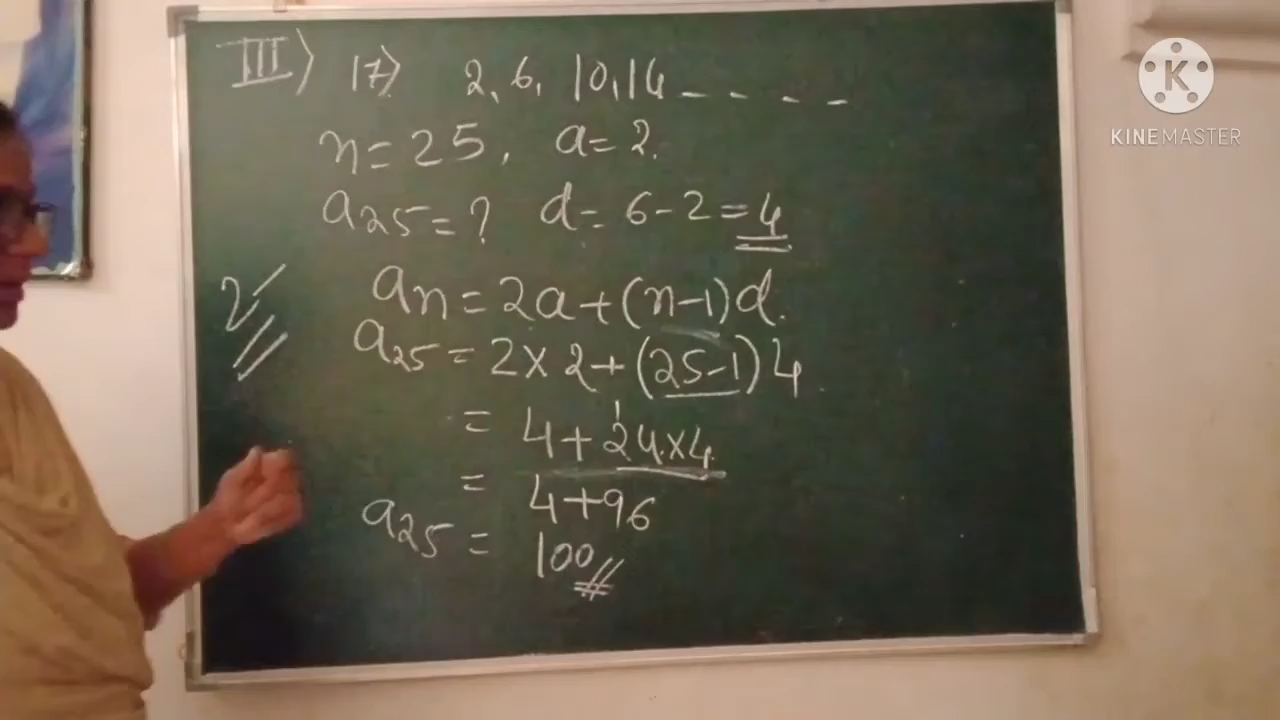 III) 17) 2, 6, 10, 14 - - - -
n = 25, a = 2.
a25 = ? d = 6 - 2 = 4
an = 2a + (n-1) d.
a25 = 2 × 2 + (25-1) 4
= 4 + 24 × 4
= 4 + 96
a25 = 100
K
KINEMASTER